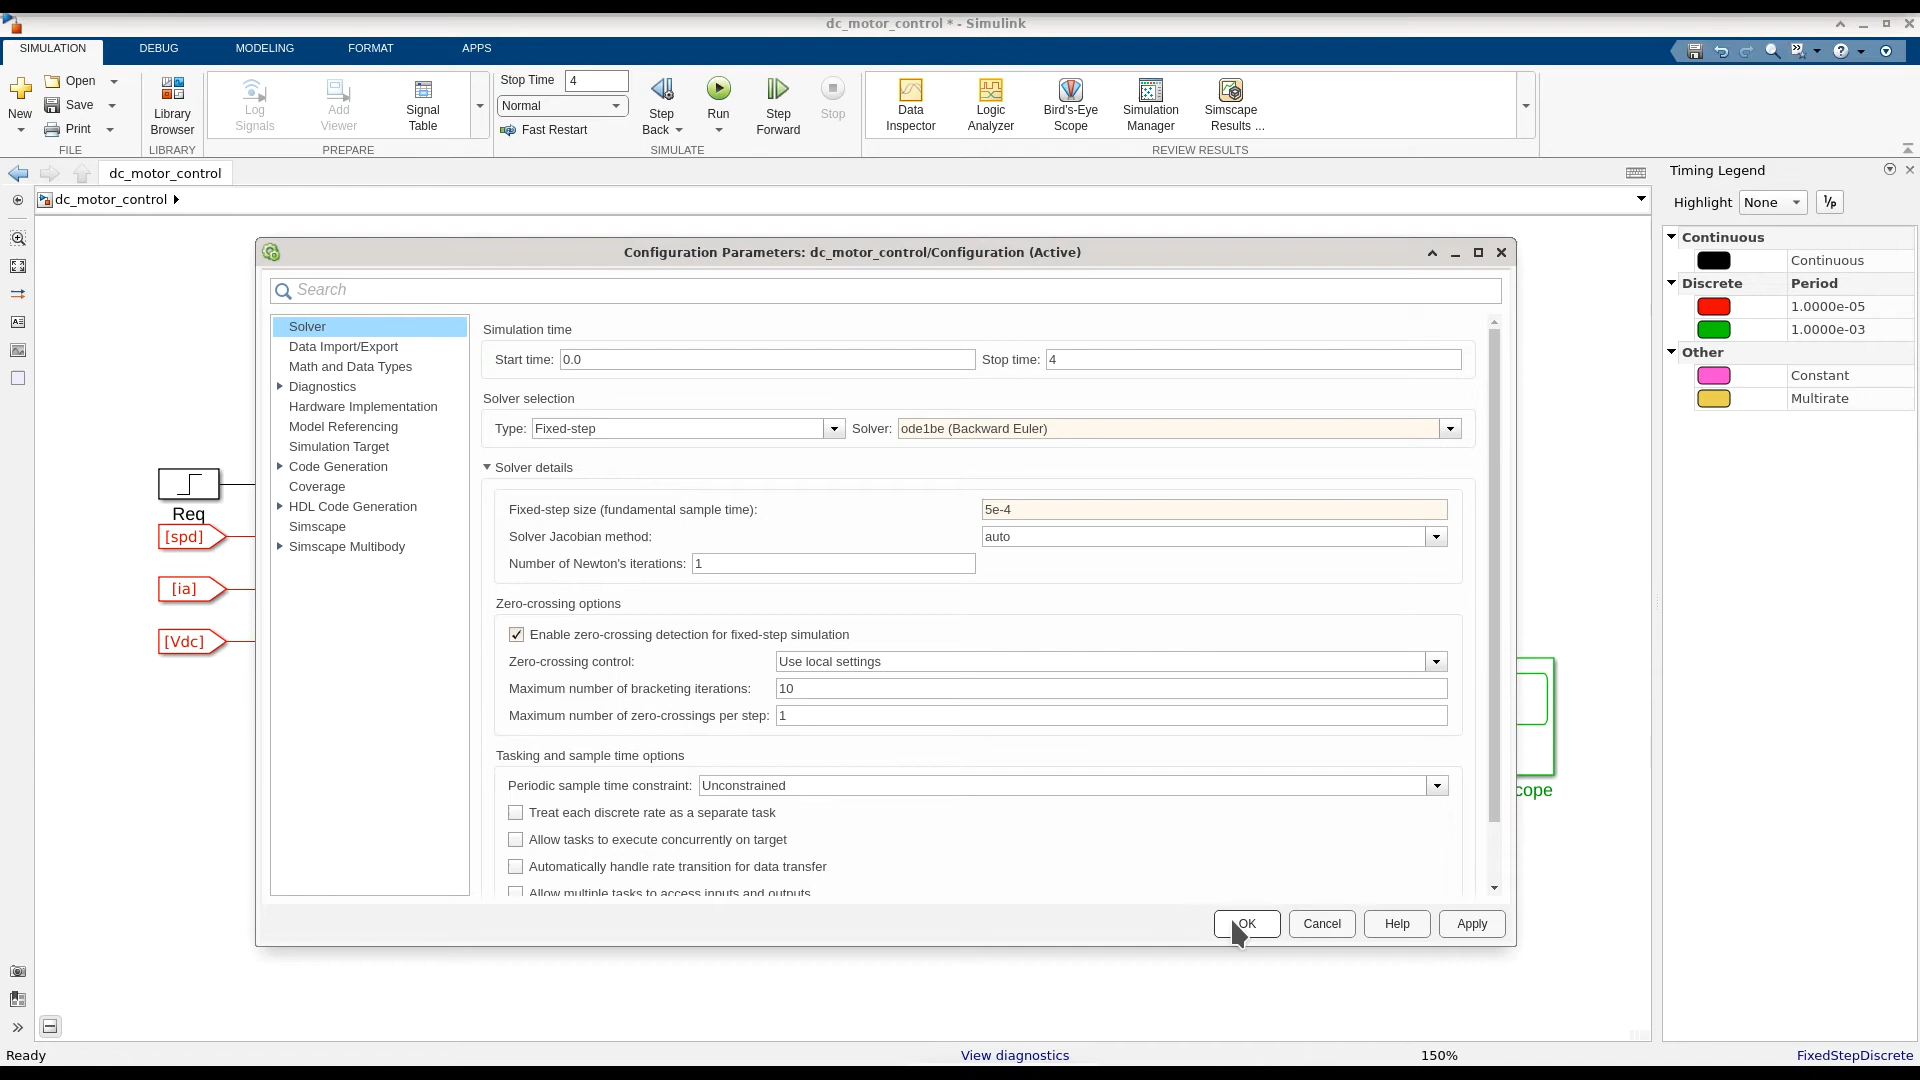 dc_motor_control * - Simulink
SIMULATION DEBUG MODELING FORMAT APPS
New
Open
Save
Print
FILE
Library Browser
LIBRARY
Log Signals
Add Viewer
Signal Table
PREPARE
Stop Time 4
Normal
Fast Restart
Step Back
Run
Step Forward
Stop
SIMULATE
Data Inspector
Logic Analyzer
Bird's-Eye Scope
Simulation Manager
Simscape Results ...
REVIEW RESULTS
dc_motor_control
dc_motor_control
Timing Legend
Highlight None 1/p
Continuous
Continuous
Discrete Period
1.0000e-05
1.0000e-03
Other
Constant
Multirate
Req
[spd]
[ia]
[Vdc]
cope
Configuration Parameters: dc_motor_control/Configuration (Active)
Search
Solver
Data Import/Export
Math and Data Types
Diagnostics
Hardware Implementation
Model Referencing
Simulation Target
Code Generation
Coverage
HDL Code Generation
Simscape
Simscape Multibody
Simulation time
Start time: 0.0 Stop time: 4
Solver selection
Type: Fixed-step Solver: ode1be (Backward Euler)
Solver details
Fixed-step size (fundamental sample time): 5e-4
Solver Jacobian method: auto
Number of Newton's iterations: 1
Zero-crossing options
Enable zero-crossing detection for fixed-step simulation
Zero-crossing control: Use local settings
Maximum number of bracketing iterations: 10
Maximum number of zero-crossings per step: 1
Tasking and sample time options
Periodic sample time constraint: Unconstrained
Treat each discrete rate as a separate task
Allow tasks to execute concurrently on target
Automatically handle rate transition for data transfer
Allow multiple tasks to access inputs and outputs
OK Cancel Help Apply
Ready View diagnostics 150% FixedStepDiscrete